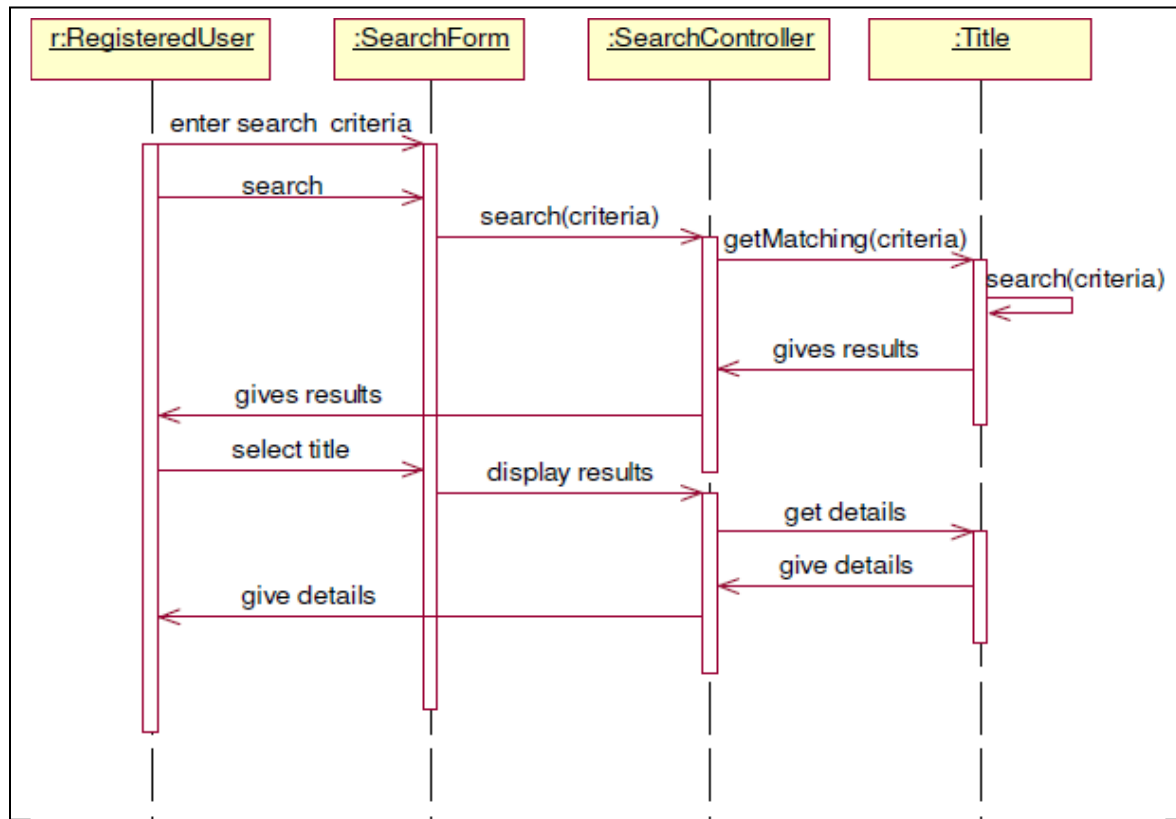 r:RegisteredUser
:SearchForm
:SearchController
:Title
enter search criteria
search
search(criteria)
getMatching(criteria)
search(criteria)
gives results
gives results
select title
display results
get details
give details
give details